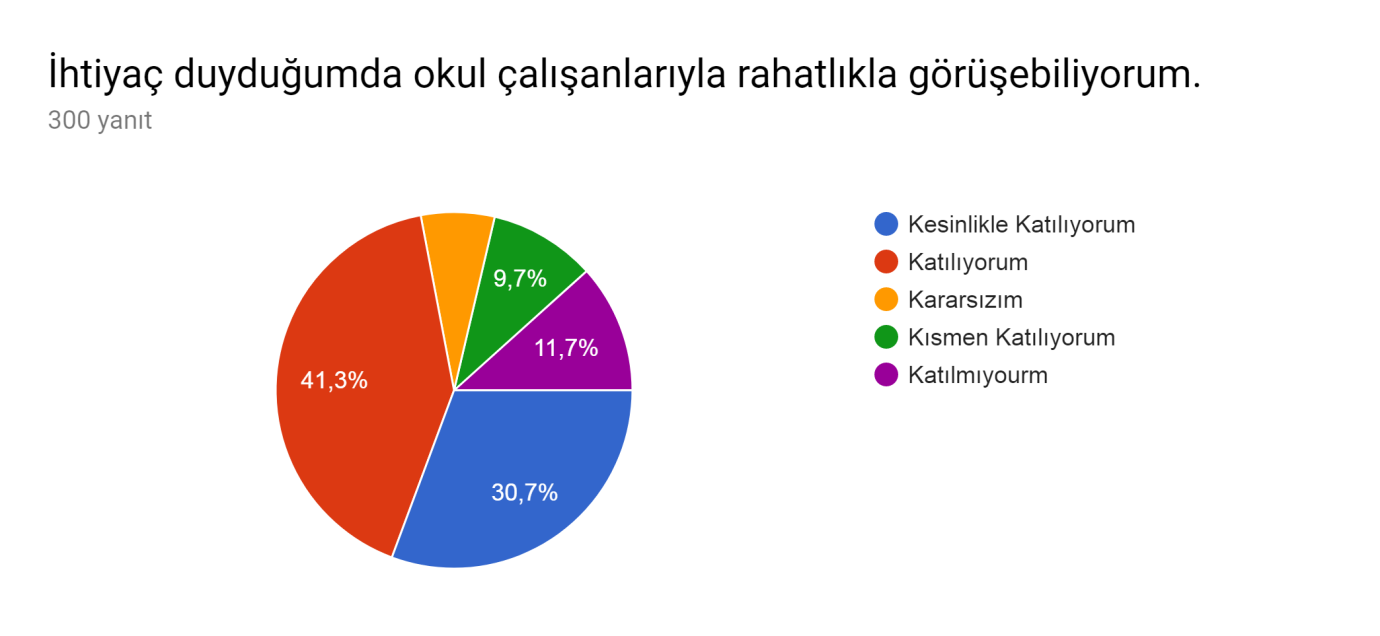 İhtiyaç duyduğumda okul çalışanlarıyla rahatlıkla görüşebiliyorum.
300 yanıt
Kesinlikle Katılıyorum
Katılıyorum
Kararsızım
Kısmen Katılıyorum
Katılmıyourm
9,7%
11,7%
41,3%
30,7%